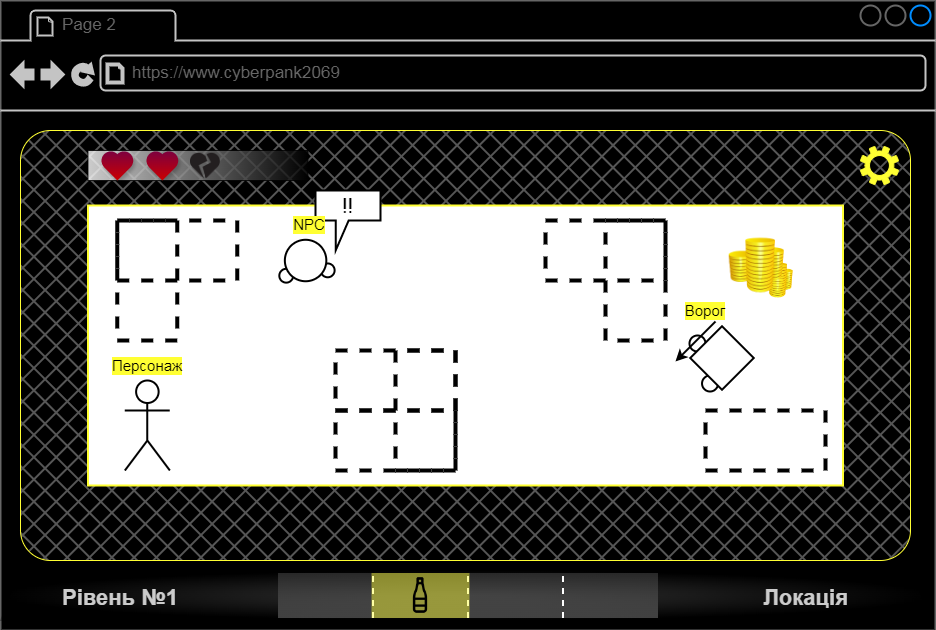 Page 2
https://www.cyberpank2069
!!
NPC
Ворог
Персонаж
Рівень №1
Локація